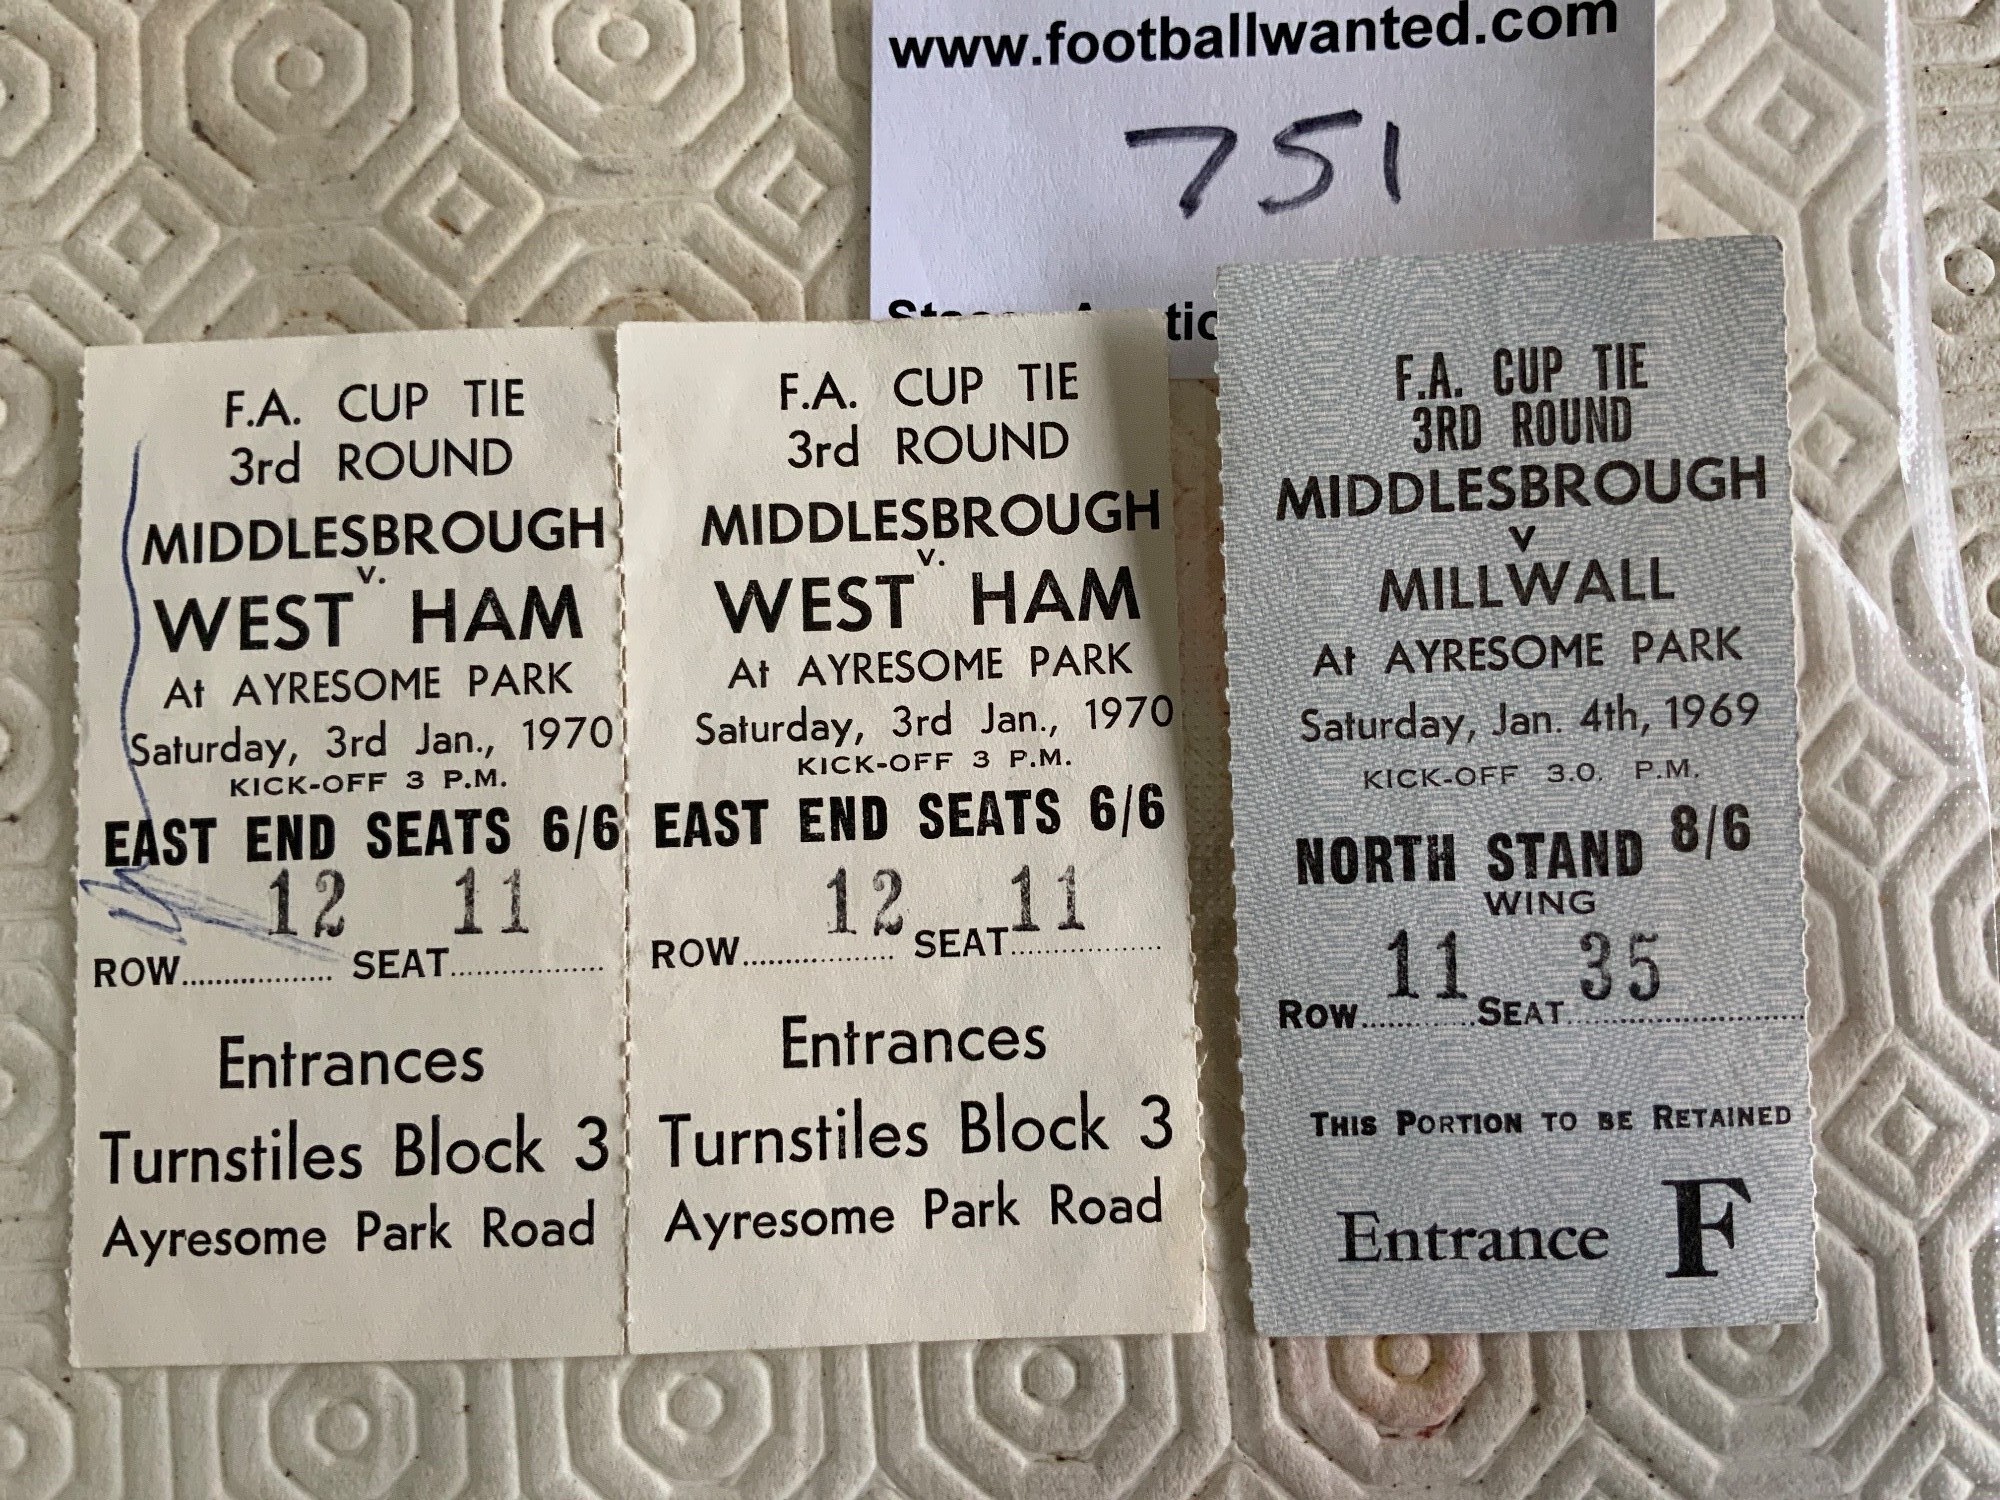 www.footballwanted.com
751
F.A. CUP TIE
3rd ROUND
MIDDLESBROUGH
v.
WEST HAM
At AYRESOME PARK
Saturday, 3rd Jan., 1970
KICK-OFF 3 P.M.
EAST END SEATS 6/6
12 11
ROW.................. SEAT..................
Entrances
Turnstiles Block 3
Ayresome Park Road
F.A. CUP TIE
3rd ROUND
MIDDLESBROUGH
v.
WEST HAM
At AYRESOME PARK
Saturday, 3rd Jan., 1970
KICK-OFF 3 P.M.
EAST END SEATS 6/6
12 11
ROW.................. SEAT..................
Entrances
Turnstiles Block 3
Ayresome Park Road
F.A. CUP TIE
3RD ROUND
MIDDLESBROUGH
v
MILLWALL
At AYRESOME PARK
Saturday, Jan. 4th, 1969
KICK-OFF 3.0. P.M.
NORTH STAND 8/6
WING
11 35
ROW.............SEAT............................
THIS PORTION TO BE RETAINED
Entrance F